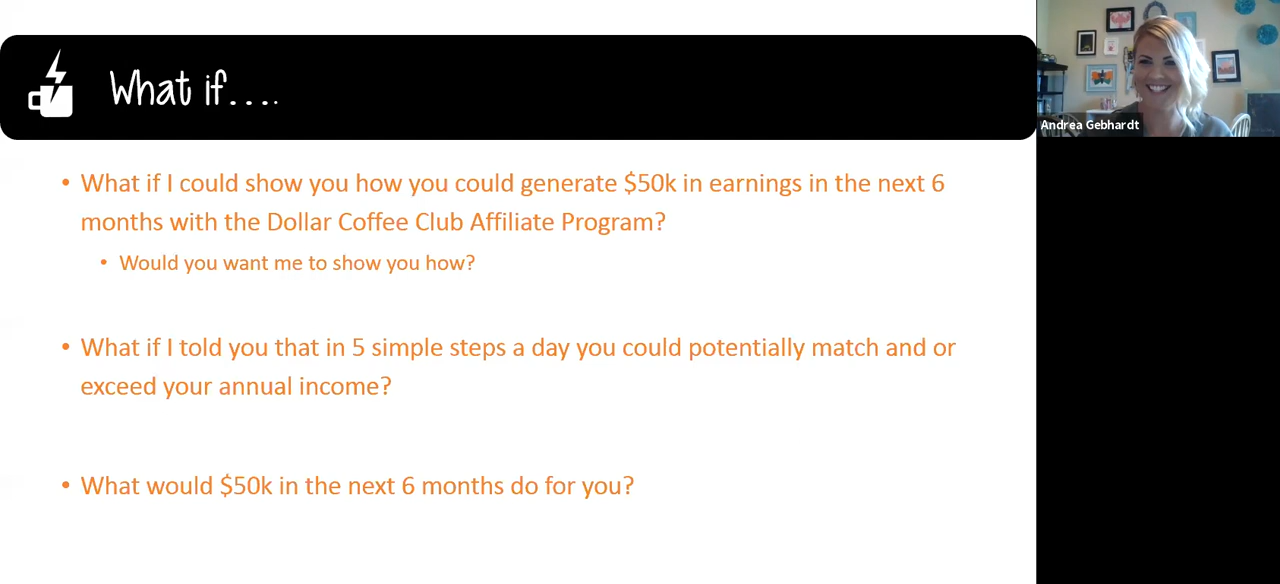 What if....
Andrea Gebhardt
• What if I could show you how you could generate $50k in earnings in the next 6
months with the Dollar Coffee Club Affiliate Program?
• Would you want me to show you how?
• What if I told you that in 5 simple steps a day you could potentially match and or
exceed your annual income?
• What would $50k in the next 6 months do for you?